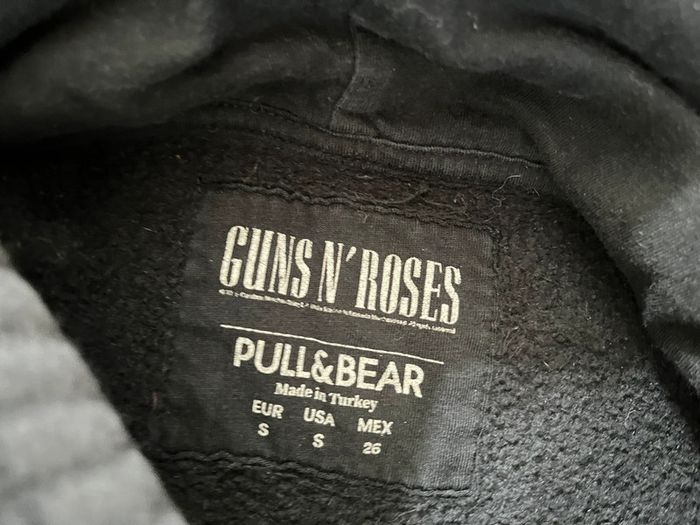 GUNS N' ROSES
PULL&BEAR
Made in Turkey
EUR USA MEX
S S 26